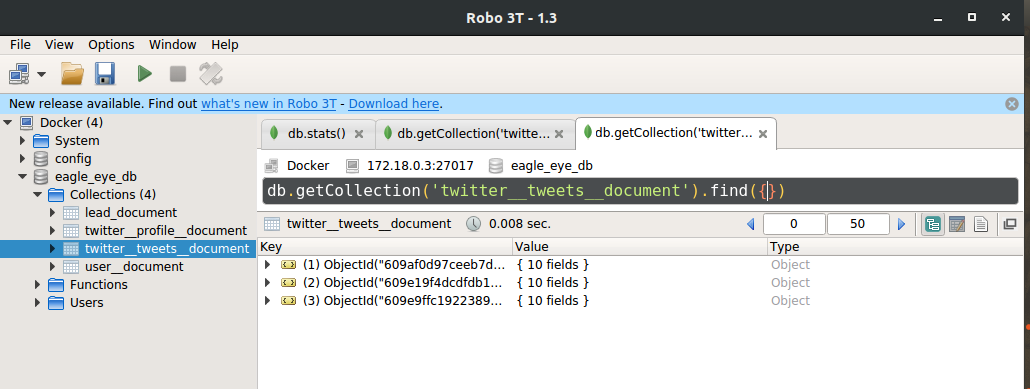 Robo 3T - 1.3
File View Options Window Help
New release available. Find out what's new in Robo 3T - Download here.
Docker (4)
System
config
eagle_eye_db
Collections (4)
lead_document
twitter__profile__document
twitter__tweets__document
user__document
Functions
Users
db.stats() db.getCollection('twitte... db.getCollection('twitter...
Docker 172.18.0.3:27017 eagle_eye_db
db.getCollection('twitter__tweets__document').find({})
twitter__tweets__document 0.008 sec. 0 50
Key Value Type
(1) ObjectId("609af0d97ceeb7d... { 10 fields } Object
(2) ObjectId("609e19f4dcdfdb1... { 10 fields } Object
(3) ObjectId("609e9ffc1922389... { 10 fields } Object